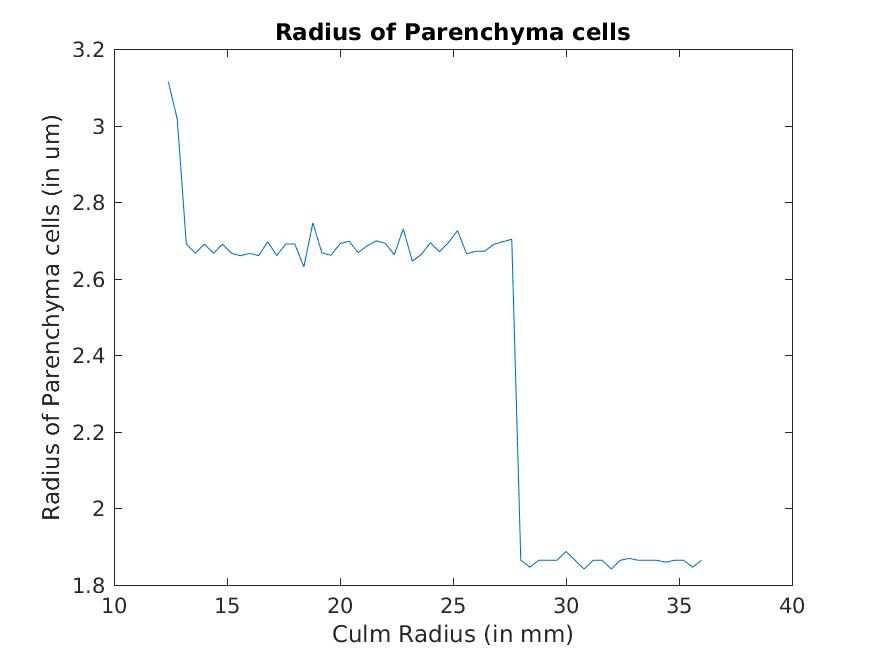 Radius of Parenchyma cells
3.2
3
2.8
2.6
2.4
2.2
2
1.8
Radius of Parenchyma cells (in um)
10 15 20 25 30 35 40
Culm Radius (in mm)